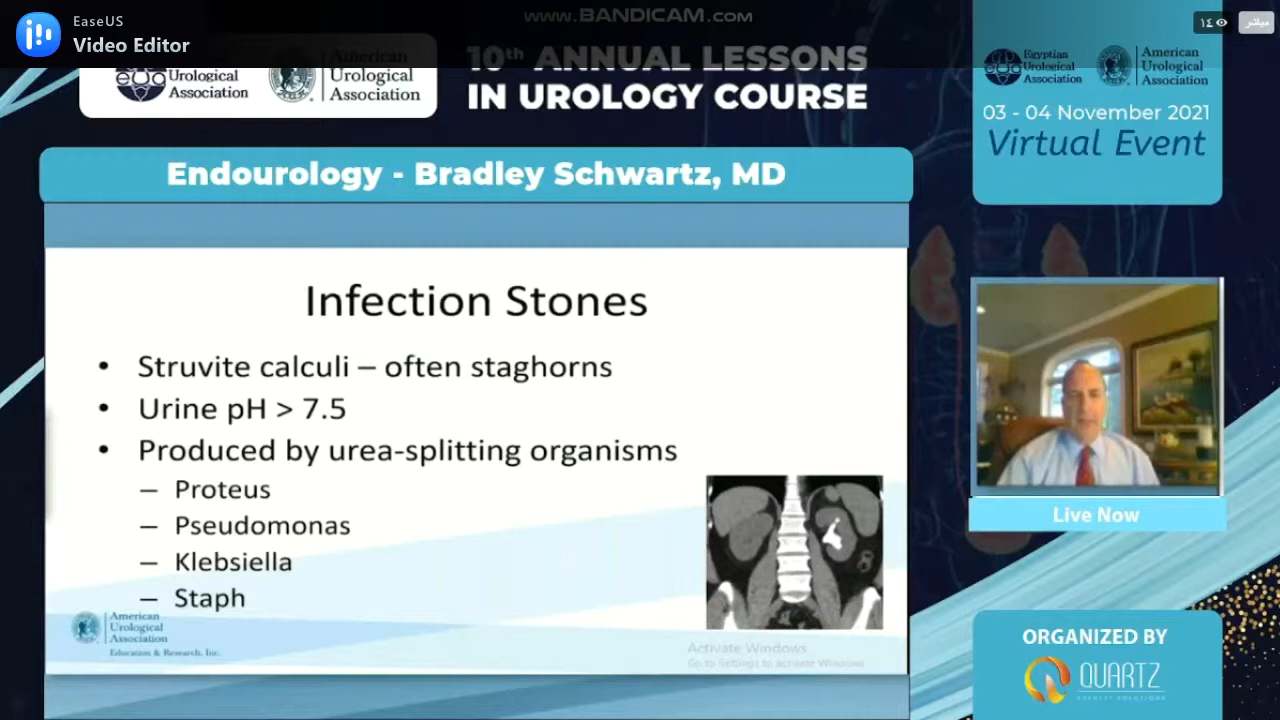 EaseUS
Video Editor
WWW.BANDICAM.COM
١٤
مباشر
Urological
Association
American
Urological
Association
10th ANNUAL LESSONS
IN UROLOGY COURSE
Egyptian
Urological
Association
American
Urological
Association
03 - 04 November 2021
Virtual Event
Endourology - Bradley Schwartz, MD
Infection Stones
• Struvite calculi – often staghorns
• Urine pH > 7.5
• Produced by urea-splitting organisms
– Proteus
– Pseudomonas
– Klebsiella
– Staph
American
Urological
Association
Education & Research, Inc.
Activate Windows
Go to Settings to activate Windows
Live Now
ORGANIZED BY
QUARTZ